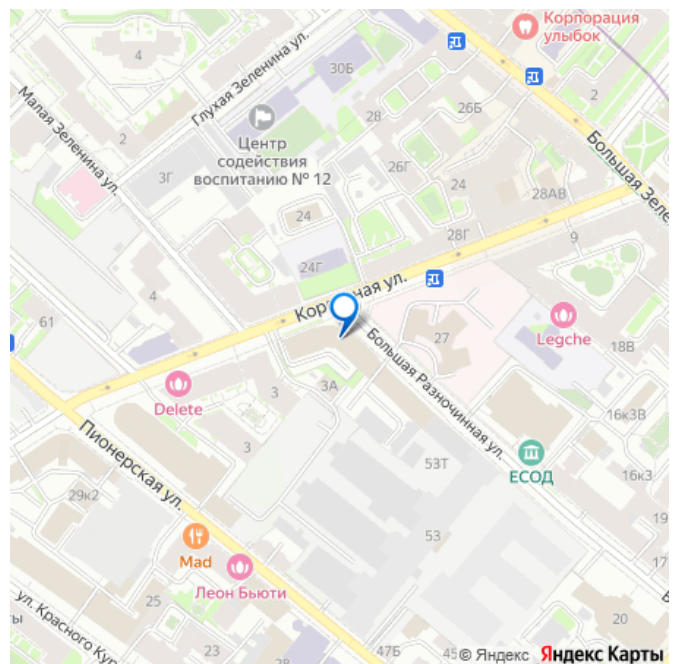 Корпорация
улыбок
4
30Б
Глухая Зеленина ул.
2
Малая Зеленина ул.
28
26Б
2
Центр
содействия
воспитанию № 12
3Г
26Г
24
28АВ
Большая Зеле
24
28Г
9
24Г
Кор
ная ул.
4
61
27
Legche
18В
Большая Разночинная ул.
Delete
3
3А
16к3В
3
53Т
ЕСОД
16к3
Пионерская ул.
29к2
19
53
Mad
Леон Бьюти
25
20
ты
ул. Красного Кур
23
47Б
45
© Яндекс
Яндекс Карты